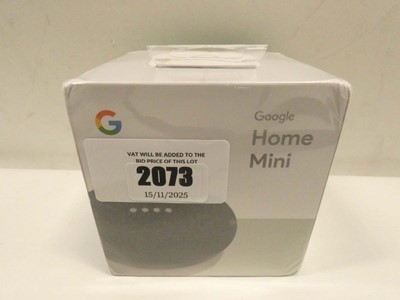 Google
Home
Mini
VAT WILL BE ADDED TO THE
BID PRICE OF THIS LOT
2073
15/11/2025